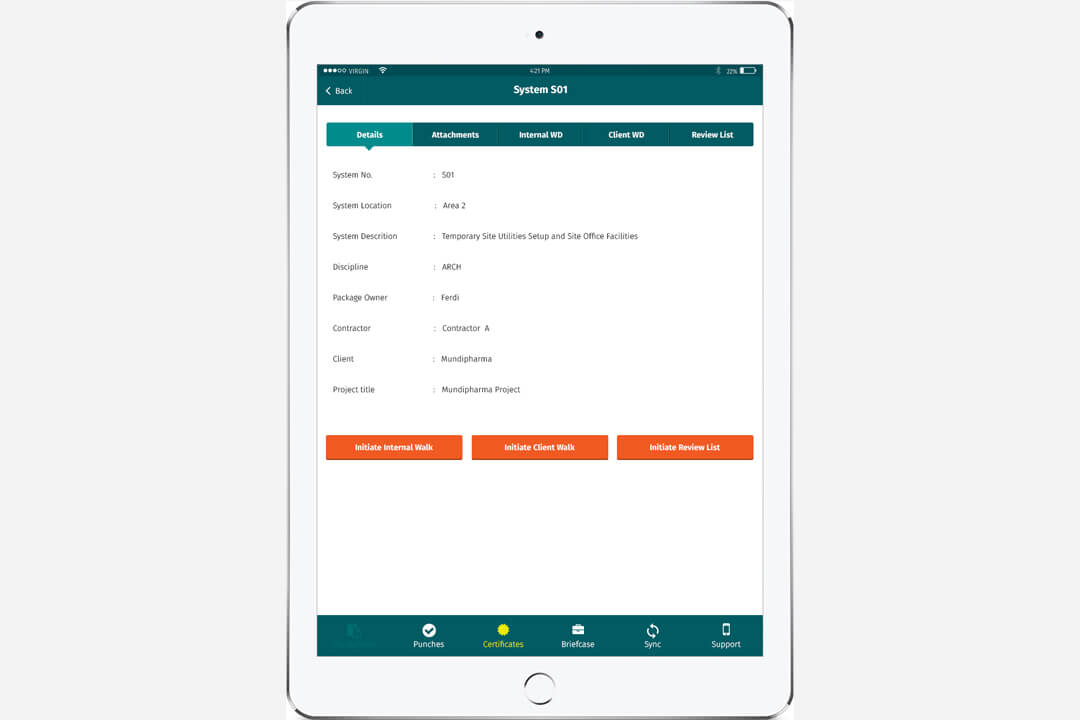 VIRGIN 4:21 PM 22%
Back System S01
Details Attachments Internal WD Client WD Review List
System No. : S01
System Location : Area 2
System Descrition : Temporary Site Utilities Setup and Site Office Facilities
Discipline : ARCH
Package Owner : Ferdi
Contractor : Contractor A
Client : Mundipharma
Project title : Mundipharma Project
Initiate Internal Walk Initiate Client Walk Initiate Review List
Punches Certificates Briefcase Sync Support